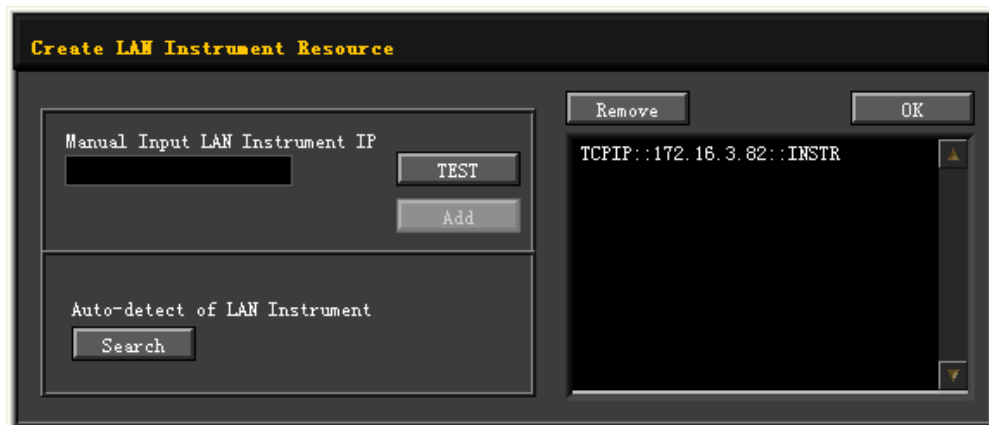 Create LAN Instrument Resource
Remove
OK
Manual Input LAN Instrument IP
TCPIP::172.16.3.82::INSTR
TEST
Add
Auto-detect of LAN Instrument
Search